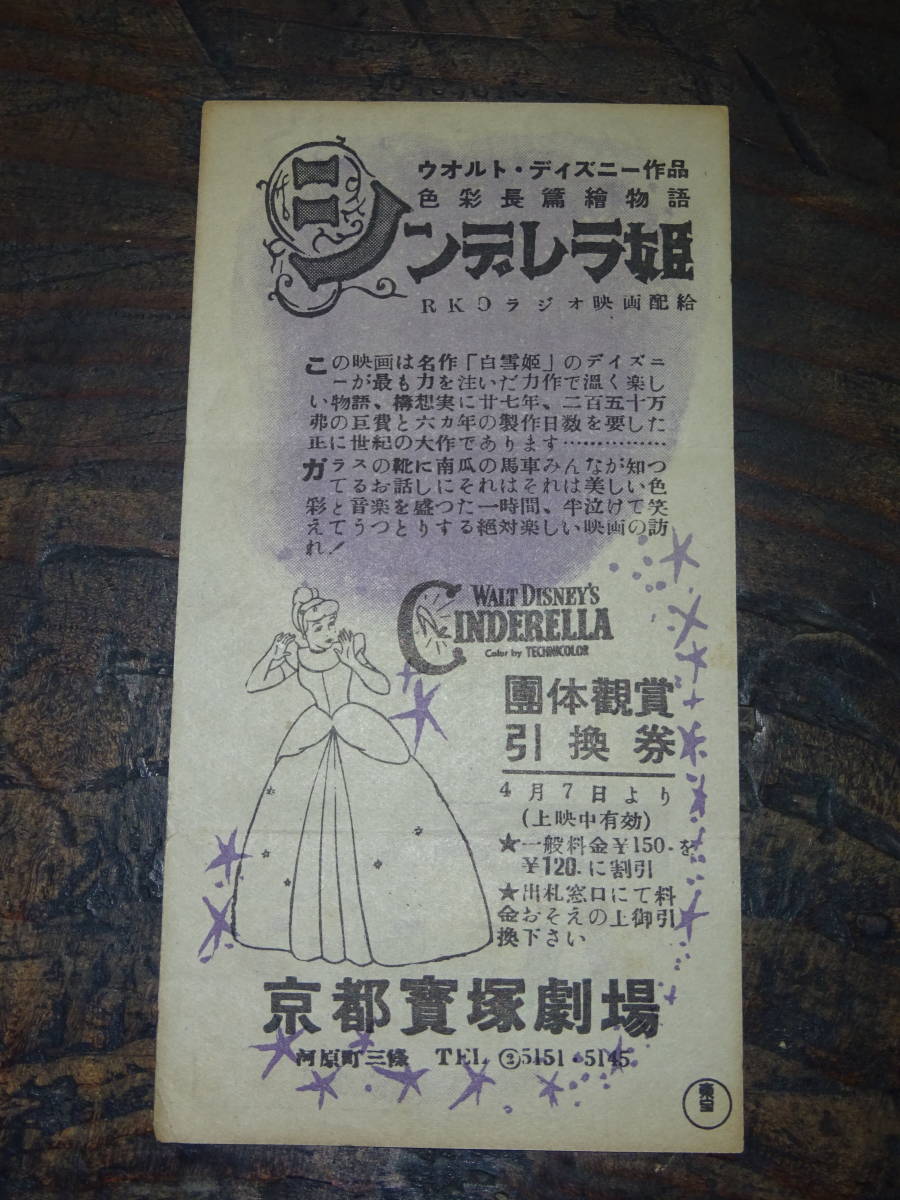 ウオルト・ディズニー作品
色彩長篇繪物語
シンデレラ姫
RKOラジオ映画配給
この映画は名作「白雪姫」のデイズニ
ーが最も力を注いだ力作で溫く楽し
い物語、構想実に廿七年、二百五十万
弗の巨費と六カ年の製作日数を要した
正に世紀の大作であります………………
ガラスの靴に南瓜の馬車みんなが知つ
てるお話しにそれはそれは美しい色
彩と音楽を盛つた一時間、半泣けて笑
えてうつとりする絶対楽しい映画の訪
れ!
WALT DISNEY'S
CINDERELLA
Color by TECHNICOLOR
團体觀賞
引換券
4月7日より
(上映中有効)
★一般料金¥150.を
¥120.に割引
★出札窓口にて料
金おそえの上御引
換下さい
京都寶塚劇場
河原町三條 TEL ②5151・5145
東宝